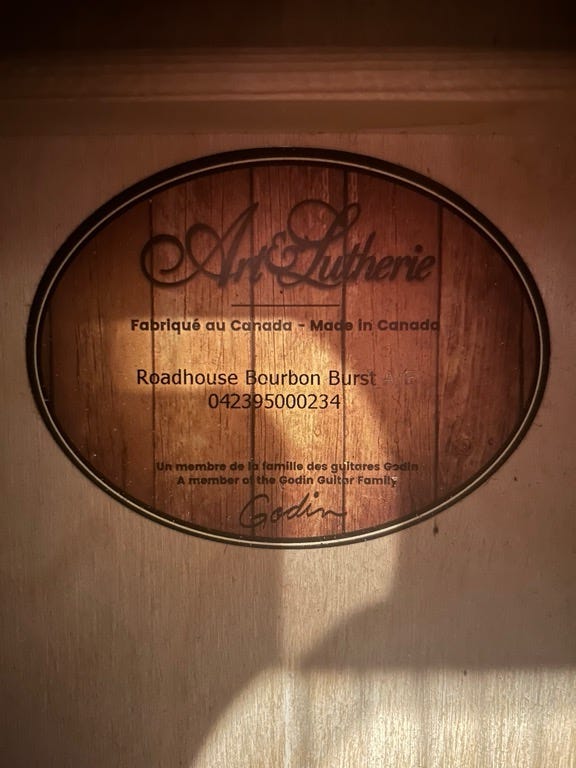 Art & Lutherie
Fabriqué au Canada - Made in Canada
Roadhouse Bourbon Burst A/E
042395000234
Un membre de la famille des guitares Godin
A member of the Godin Guitar Family
Godin